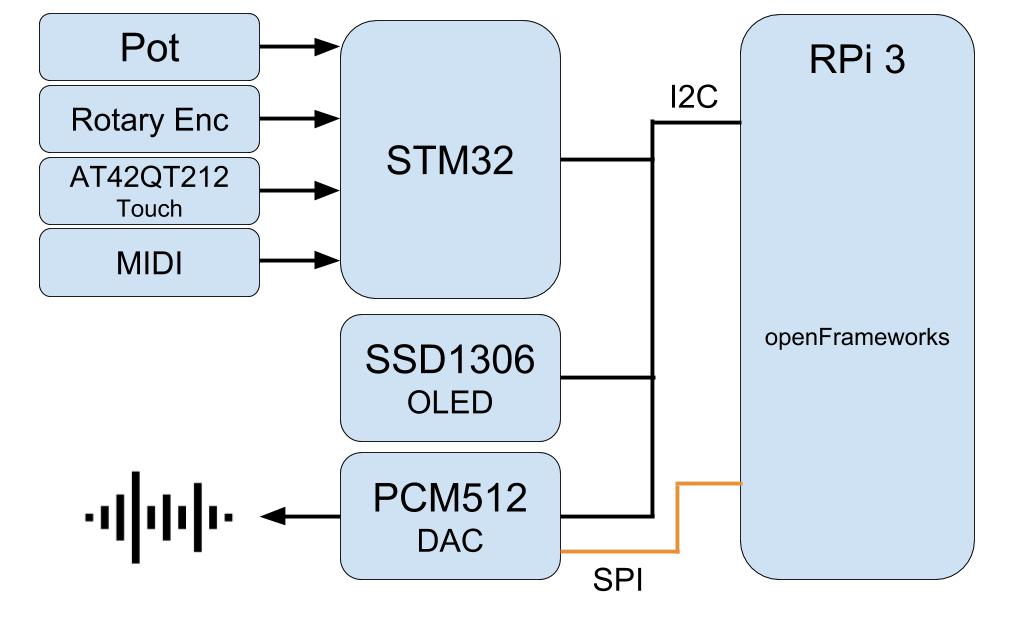 Pot
Rotary Enc
AT42QT212
Touch
MIDI
STM32
SSD1306
OLED
PCM512
DAC
I2C
SPI
RPi 3
openFrameworks